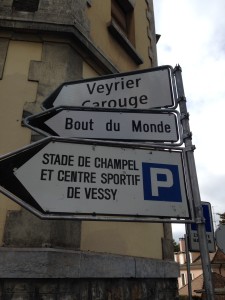 Veyrier
Carouge
Bout du Monde
STADE DE CHAMPEL
ET CENTRE SPORTIF
DE VESSY
P